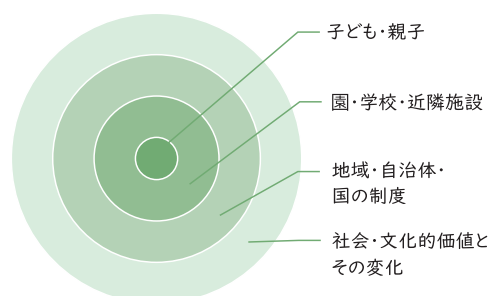 子ども・親子
園・学校・近隣施設
地域・自治体・
国の制度
社会・文化的価値と
その変化